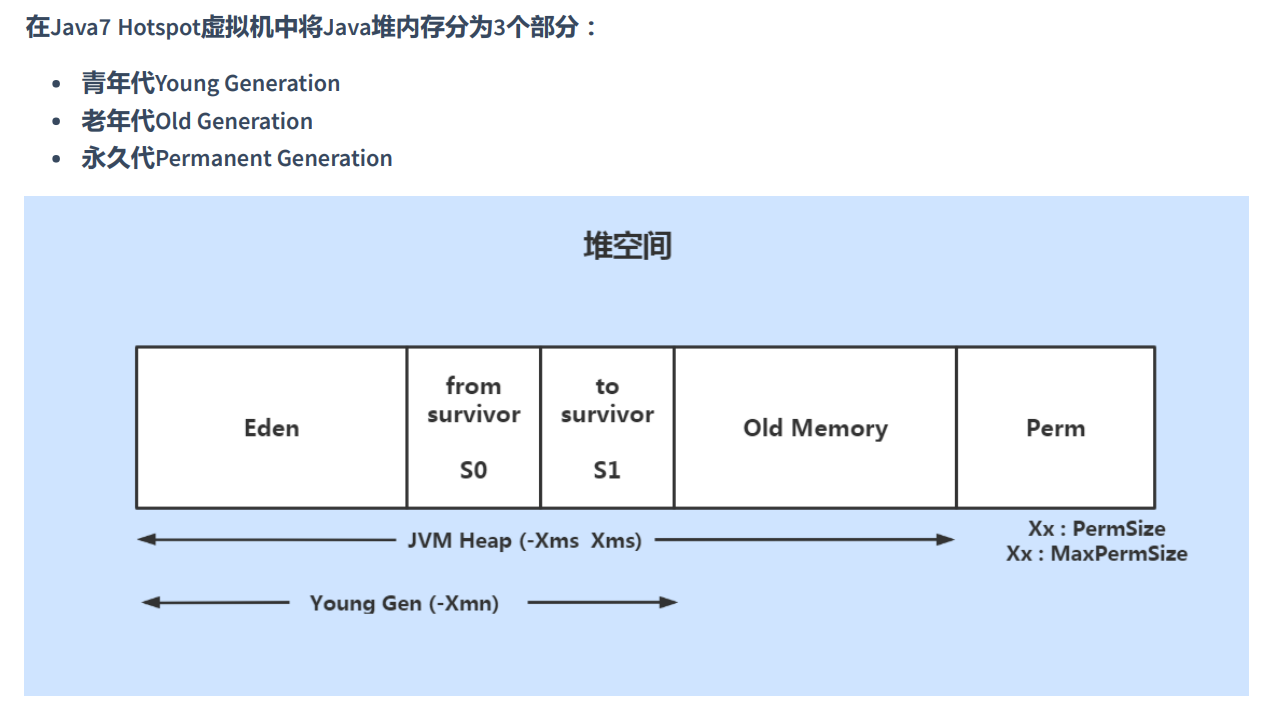 在Java7 Hotspot虚拟机中将Java堆内存分为3个部分：
青年代Young Generation
老年代Old Generation
永久代Permanent Generation
堆空间
Eden
from
survivor
S0
to
survivor
S1
Old Memory
Perm
JVM Heap (-Xms  Xms)
Xx : PermSize
Xx : MaxPermSize
Young Gen (-Xmn)